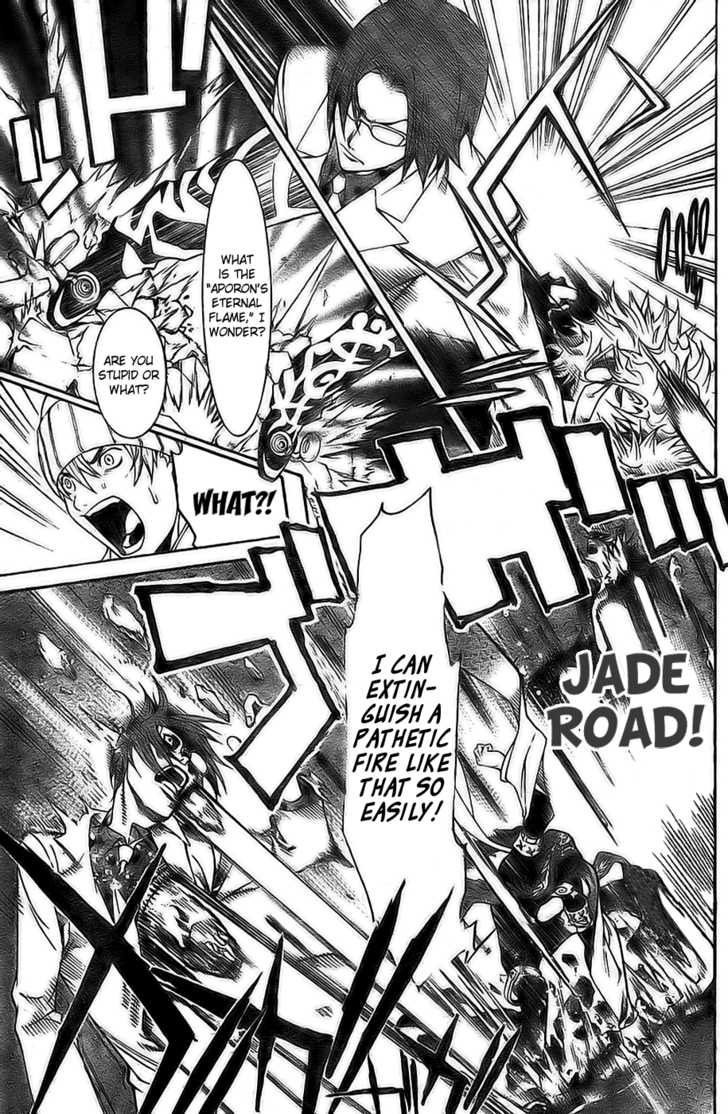 WHAT
IS THE
"APORON'S
ETERNAL
FLAME," I
WONDER?
ARE YOU
STUPID OR
WHAT?
WHAT?!
JADE
ROAD!
I CAN
EXTIN-
GUISH A
PATHETIC
FIRE LIKE
THAT SO
EASILY!